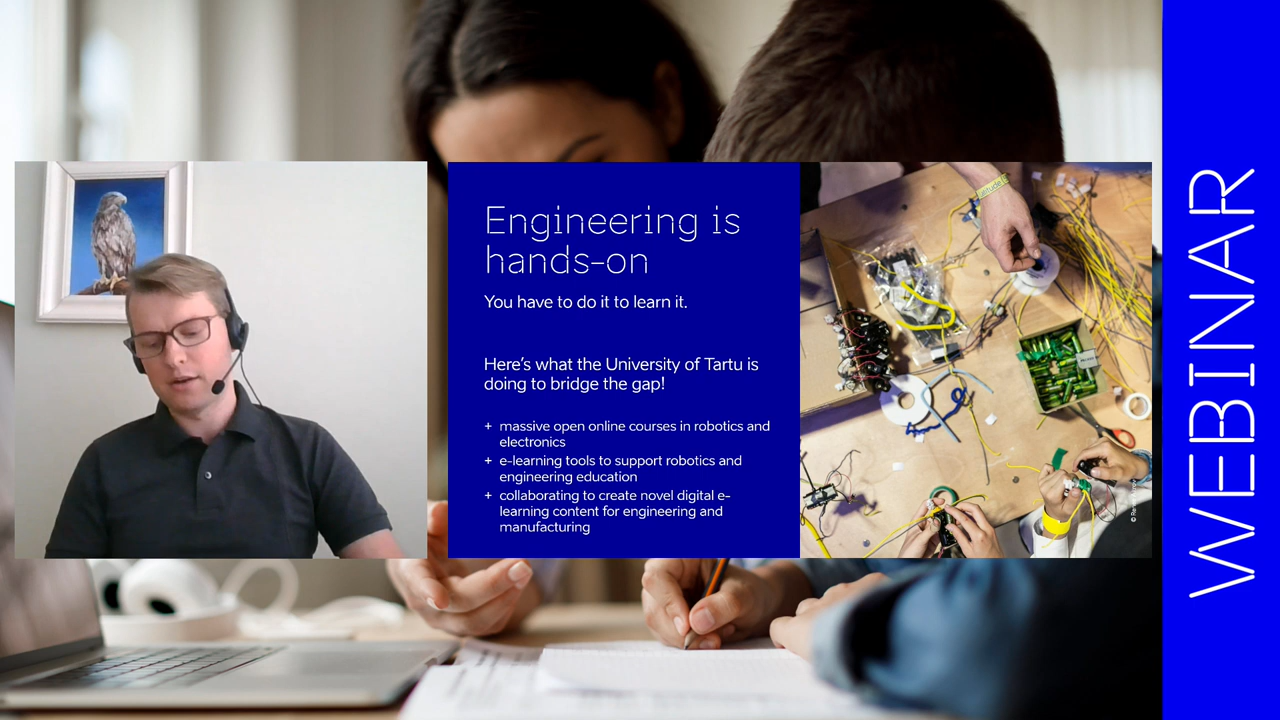 Engineering is
hands-on
You have to do it to learn it.
Here's what the University of Tartu is
doing to bridge the gap!
+ massive open online courses in robotics and
electronics
+ e-learning tools to support robotics and
engineering education
+ collaborating to create novel digital e-
learning content for engineering and
manufacturing
WEBINAR